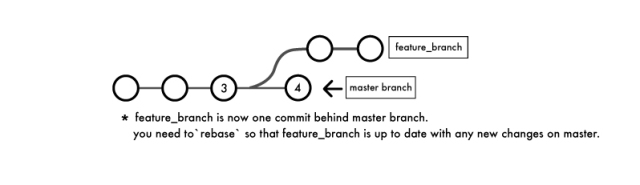 feature_branch
3
4
master branch
* feature_branch is now one commit behind master branch.
you need to`rebase` so that feature_branch is up to date with any new changes on master.